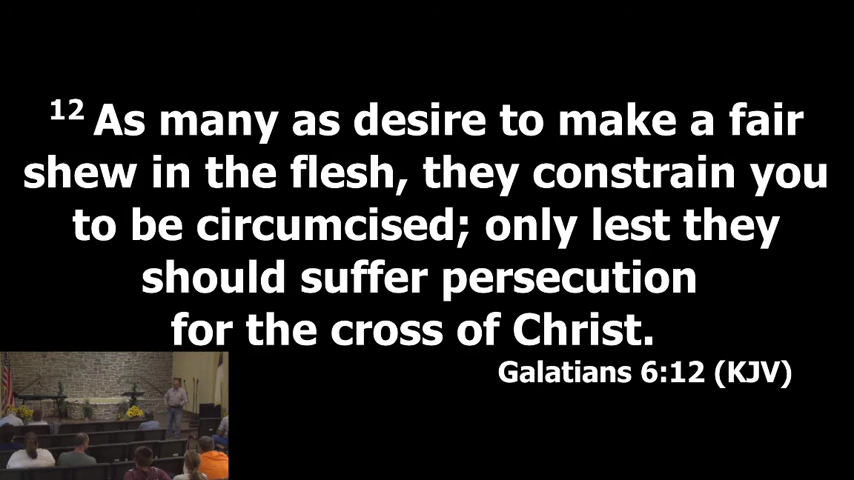 12 As many as desire to make a fair
shew in the flesh, they constrain you
to be circumcised; only lest they
should suffer persecution
for the cross of Christ.
Galatians 6:12 (KJV)